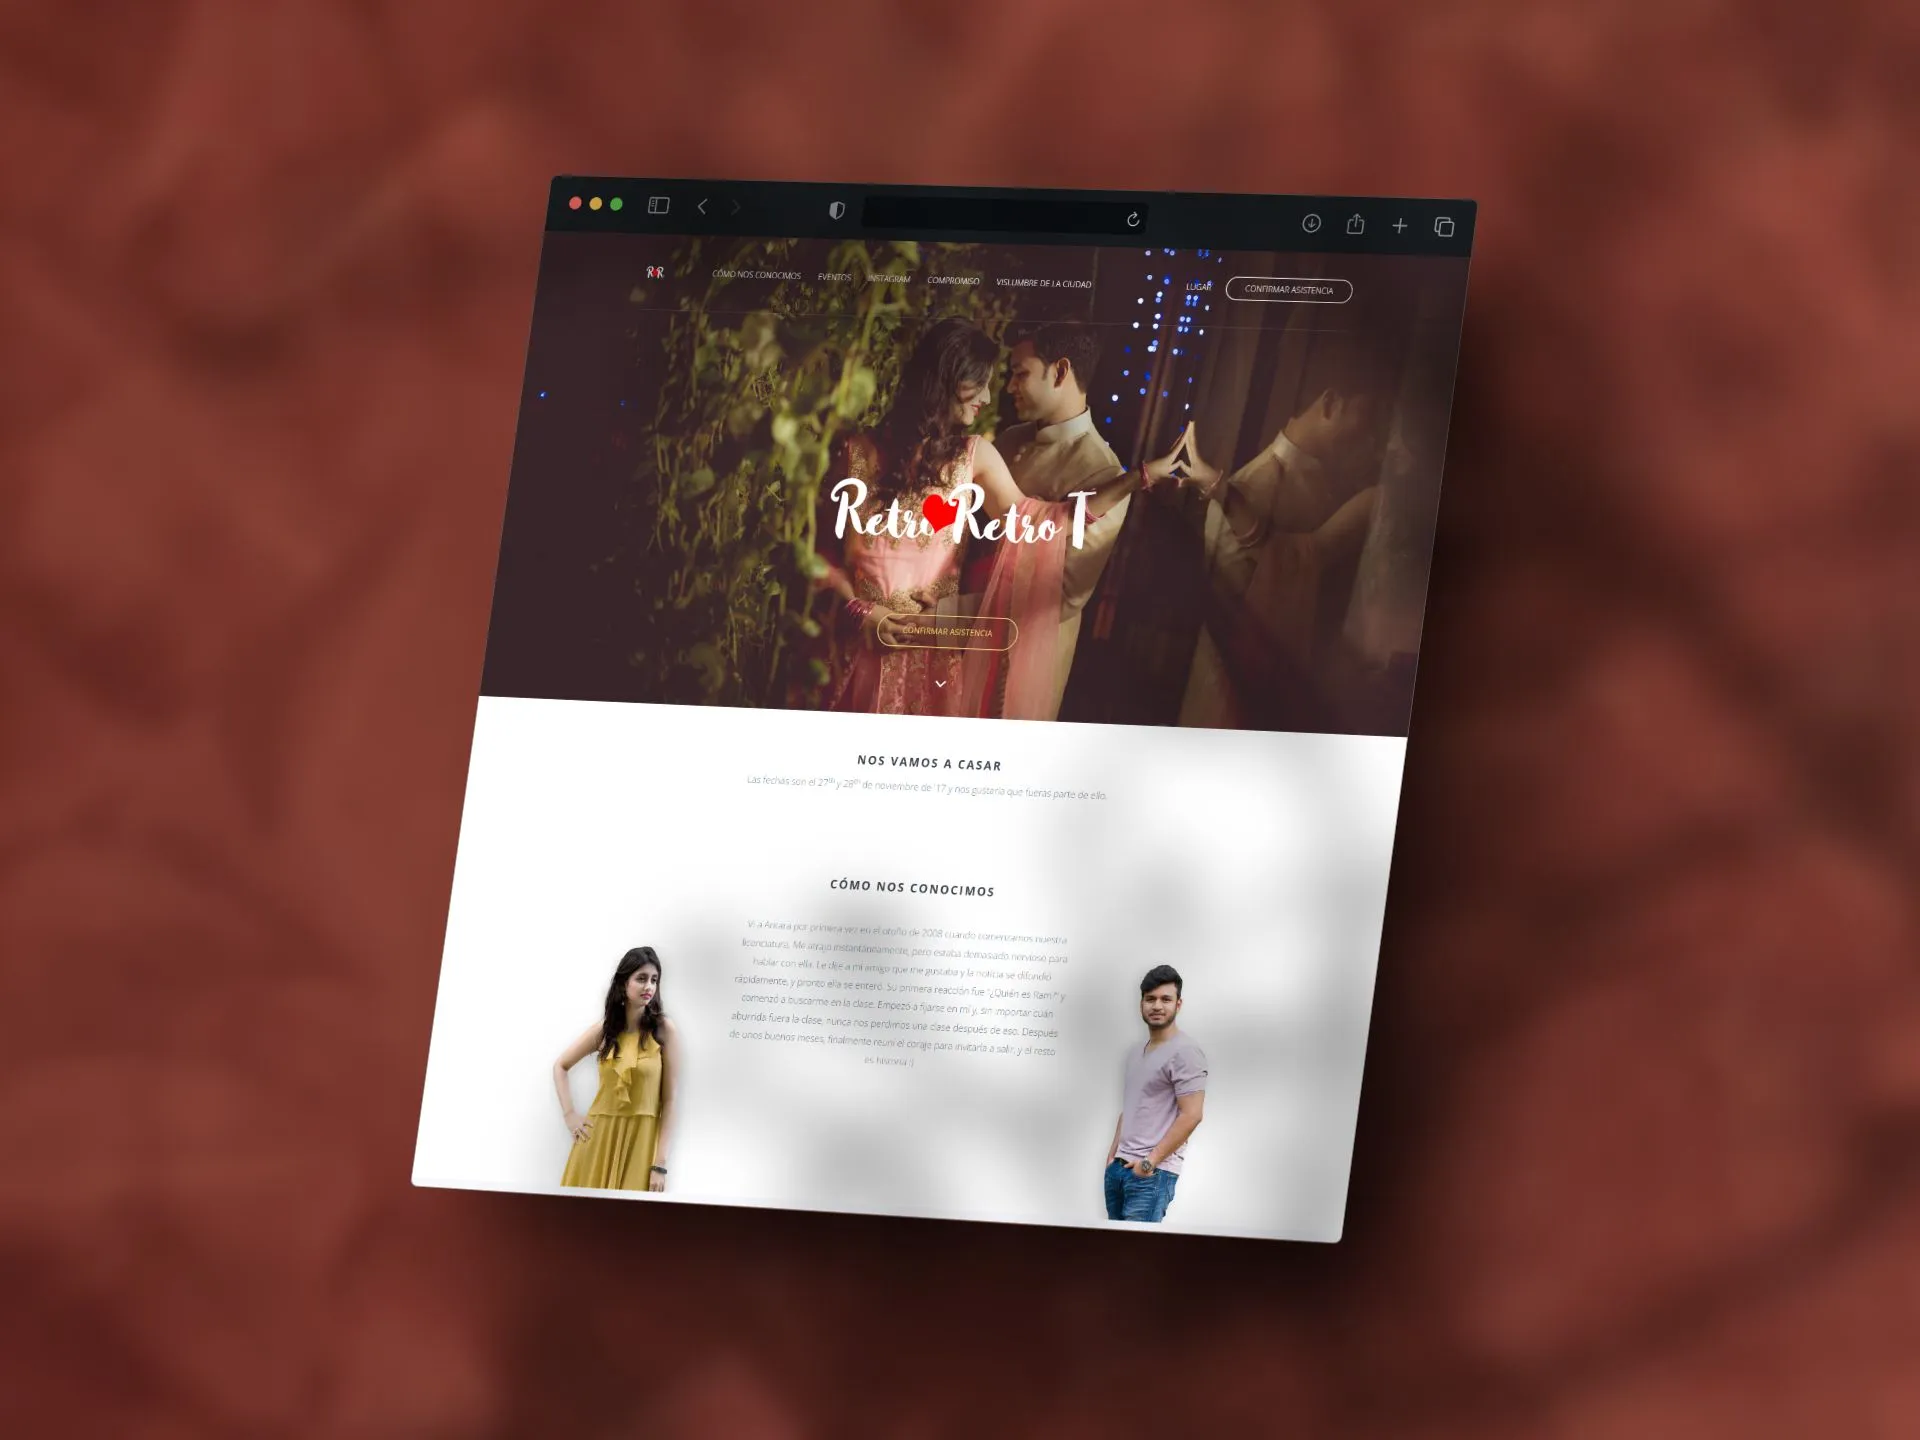 R♥R
CÓMO NOS CONOCIMOS EVENTOS INSTAGRAM COMPROMISO VISLUMBRE DE LA CIUDAD LUGAR CONFIRMAR ASISTENCIA
Retro Retro T
CONFIRMAR ASISTENCIA
NOS VAMOS A CASAR
Las fechas son el 27th y 28th de noviembre de '17 y nos gustaría que fueras parte de ello.
CÓMO NOS CONOCIMOS
Vi a Antara por primera vez en el otoño de 2008 cuando comenzamos nuestra
licenciatura. Me atrajo instantáneamente, pero estaba demasiado nervioso para
hablar con ella. Le dije a mi amigo que me gustaba y la noticia se difundió
rápidamente, y pronto ella se enteró. Su primera reacción fue "¿Quién es Ram?" y
comenzó a buscarme en la clase. Empezó a fijarse en mí y, sin importar cuán
aburrida fuera la clase, nunca nos perdimos una clase después de eso. Después
de unos buenos meses, finalmente reuní el coraje para invitarla a salir, y el resto
es historia :)